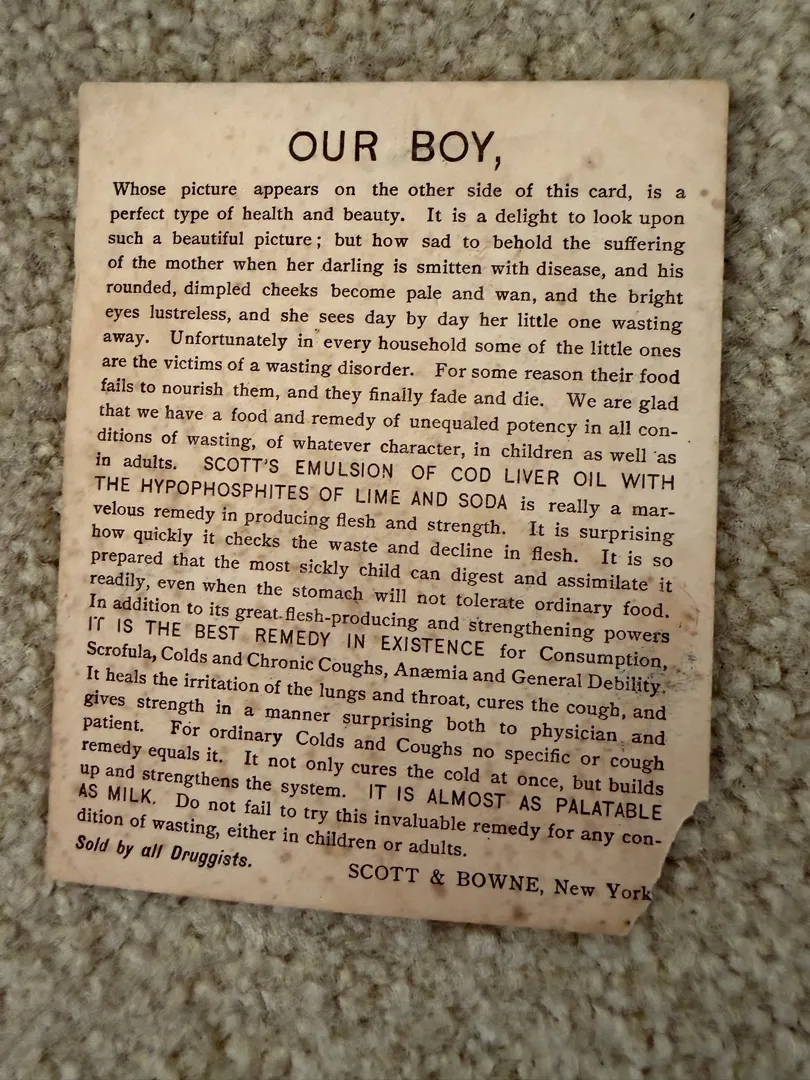 OUR BOY,
Whose picture appears on the other side of this card, is a
perfect type of health and beauty. It is a delight to look upon
such a beautiful picture; but how sad to behold the suffering
of the mother when her darling is smitten with disease, and his
rounded, dimpled cheeks become pale and wan, and the bright
eyes lustreless, and she sees day by day her little one wasting
away. Unfortunately in every household some of the little ones
are the victims of a wasting disorder. For some reason their food
fails to nourish them, and they finally fade and die. We are glad
that we have a food and remedy of unequaled potency in all con-
ditions of wasting, of whatever character, in children as well as
in adults. SCOTT'S EMULSION OF COD LIVER OIL WITH
THE HYPOPHOSPHITES OF LIME AND SODA is really a mar-
velous remedy in producing flesh and strength. It is surprising
how quickly it checks the waste and decline in flesh. It is so
prepared that the most sickly child can digest and assimilate it
readily, even when the stomach will not tolerate ordinary food.
In addition to its great flesh-producing and strengthening powers
IT IS THE BEST REMEDY IN EXISTENCE for Consumption,
Scrofula, Colds and Chronic Coughs, Anæmia and General Debility.
It heals the irritation of the lungs and throat, cures the cough, and
gives strength in a manner surprising both to physician and
patient. For ordinary Colds and Coughs no specific or cough
remedy equals it. It not only cures the cold at once, but builds
up and strengthens the system. IT IS ALMOST AS PALATABLE
AS MILK. Do not fail to try this invaluable remedy for any con-
dition of wasting, either in children or adults.
Sold by all Druggists.
SCOTT & BOWNE, New York